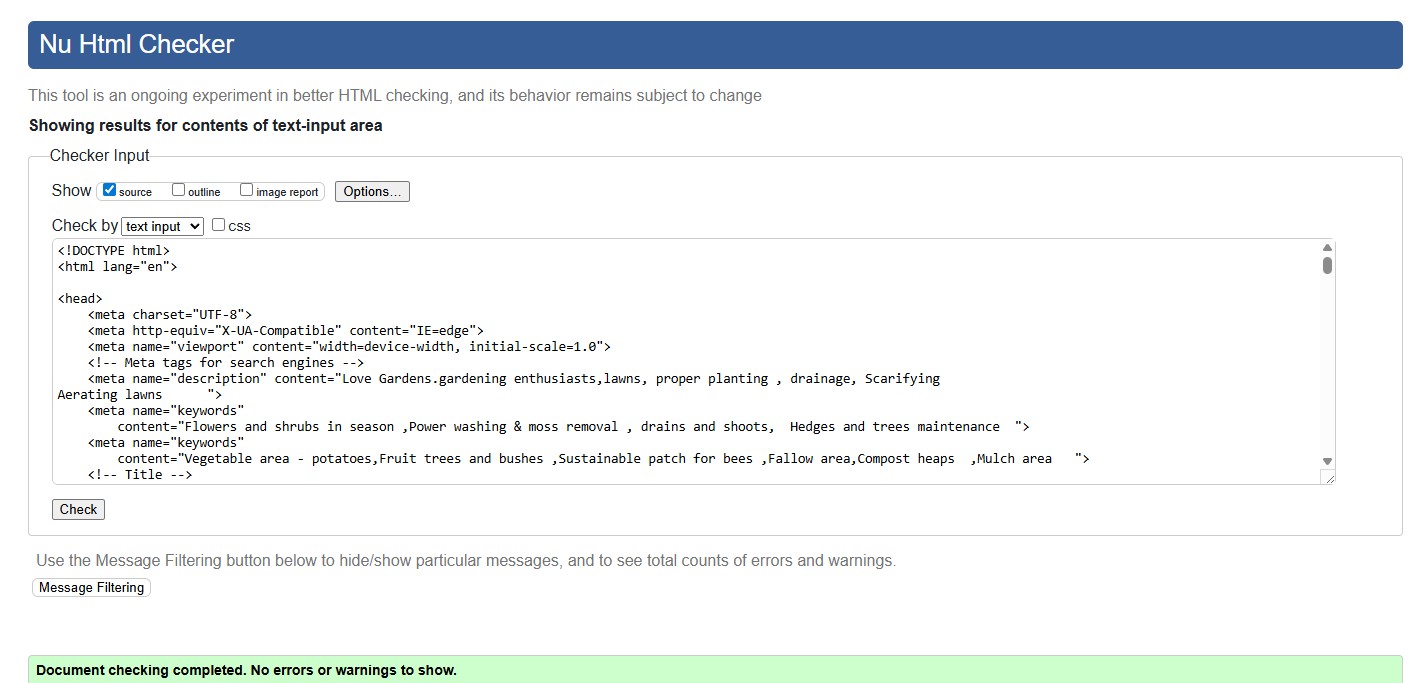 Nu Html Checker
This tool is an ongoing experiment in better HTML checking, and its behavior remains subject to change
Showing results for contents of text-input area
Checker Input
Show source outline image report Options...
Check by text input css
<!DOCTYPE html>
<html lang="en">
<head>
<meta charset="UTF-8">
<meta http-equiv="X-UA-Compatible" content="IE=edge">
<meta name="viewport" content="width=device-width, initial-scale=1.0">
<!-- Meta tags for search engines -->
<meta name="description" content="Love Gardens.gardening enthusiasts,lawns, proper planting , drainage, Scarifying
Aerating lawns      ">
<meta name="keywords"
content="Flowers and shrubs in season ,Power washing & moss removal , drains and shoots,  Hedges and trees maintenance  ">
<meta name="keywords"
content="Vegetable area - potatoes,Fruit trees and bushes ,Sustainable patch for bees ,Fallow area,Compost heaps  ,Mulch area   ">
<!-- Title -->
Check
Use the Message Filtering button below to hide/show particular messages, and to see total counts of errors and warnings.
Message Filtering
Document checking completed. No errors or warnings to show.